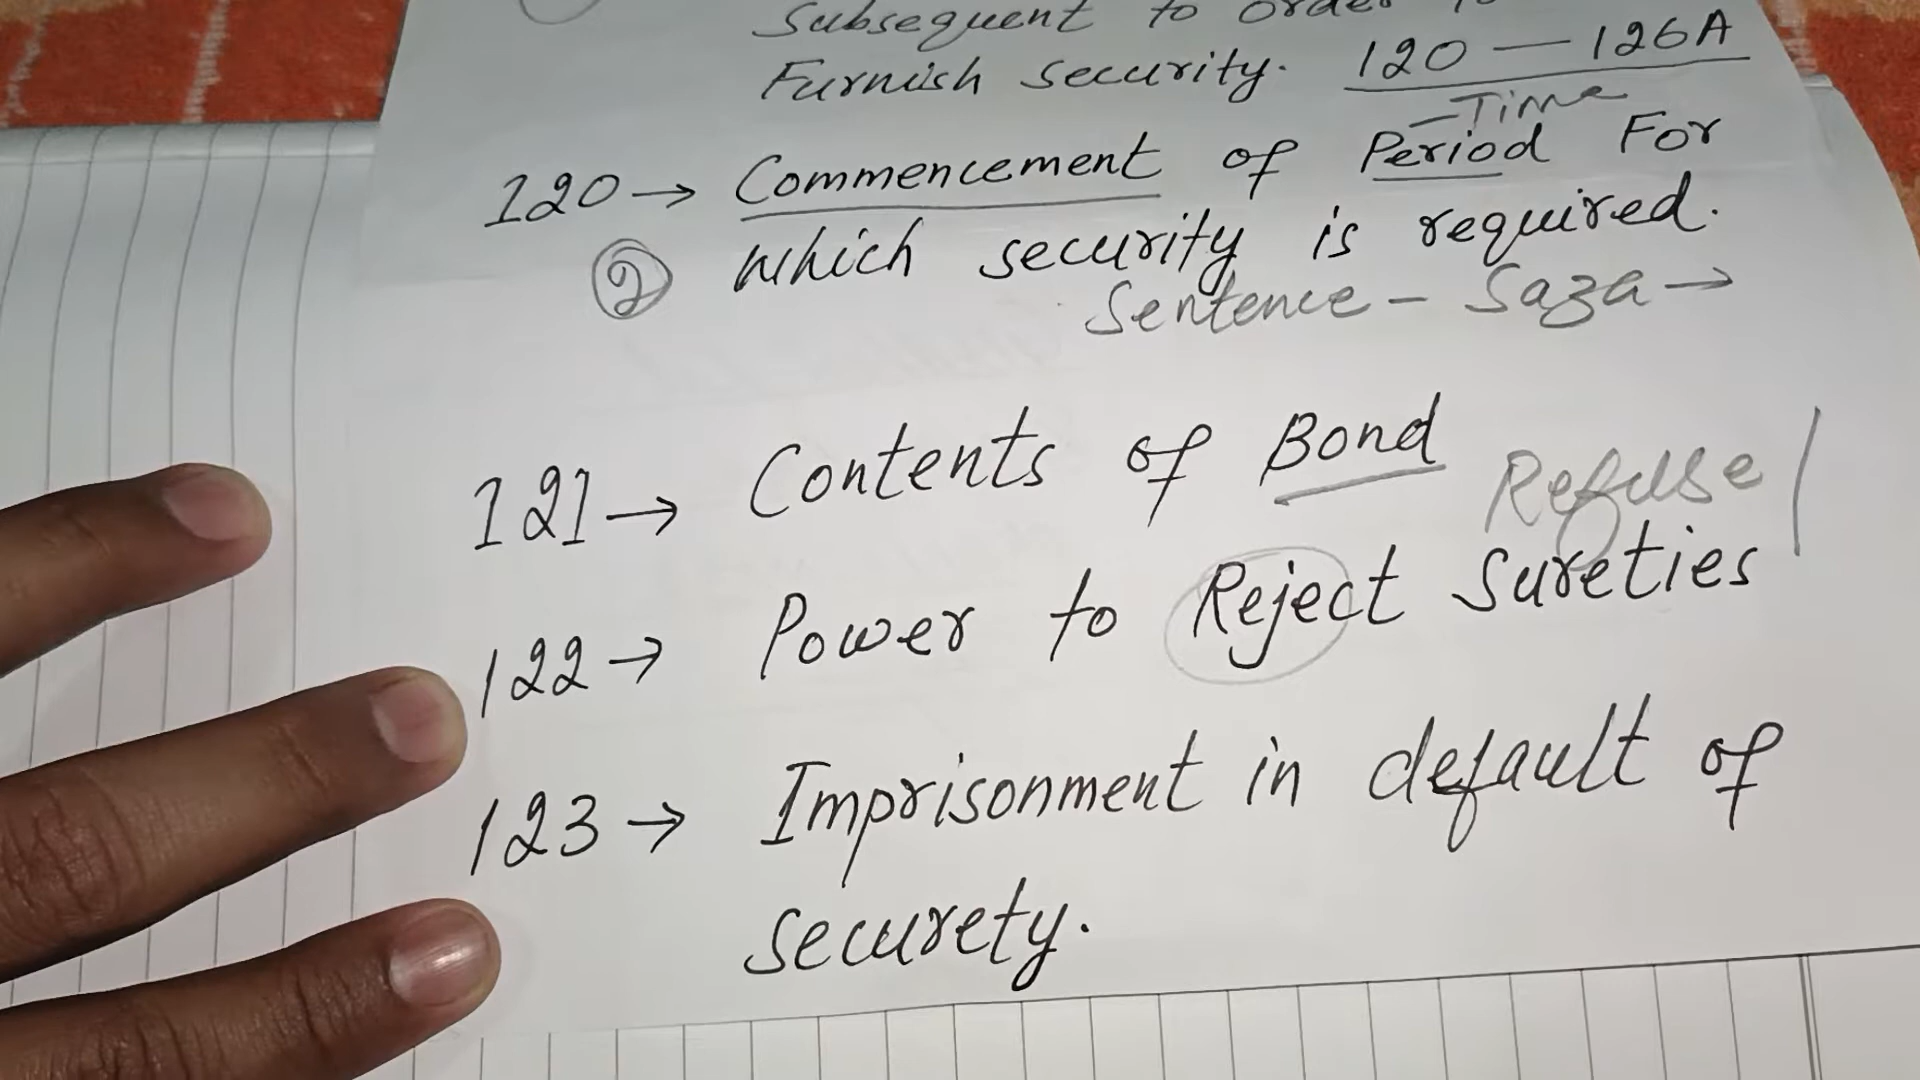 Subsequent to order
Furnish security. 120 — 126A
— Time
120 → Commencement of Period For
② which security is required.
Sentence - Saza →
121 → Contents of Bond
Refuse
122 → Power to Reject Sureties
123 → Imprisonment in default of
securety.